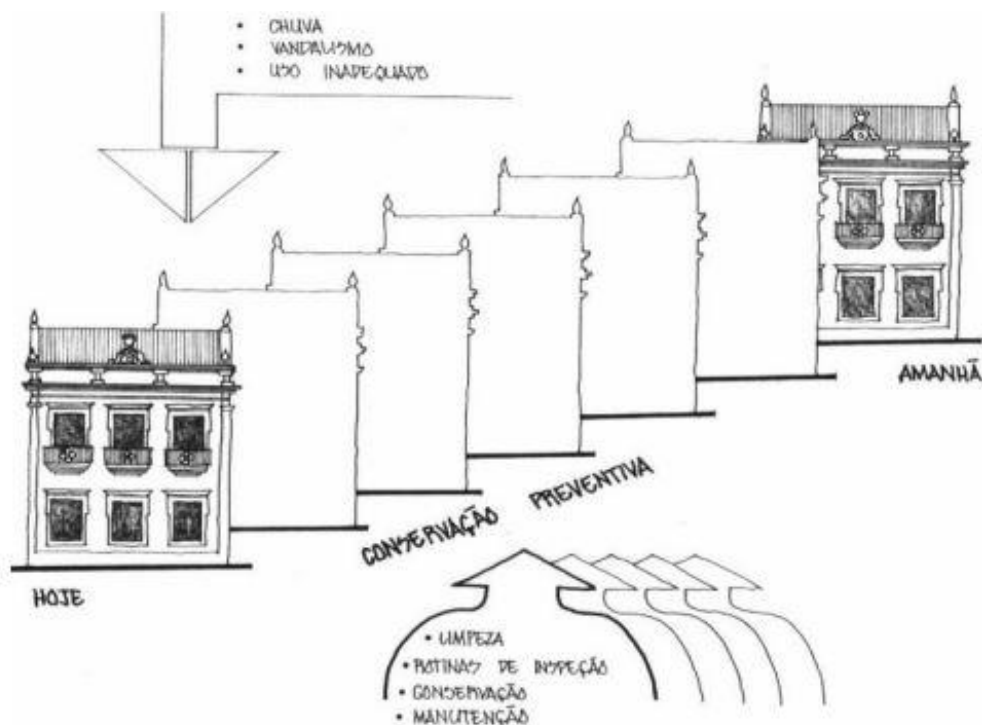 • CHUVA
• VANDALISMO
• USO INADEQUADO
AMANHÃ
CONSERVAÇÃO PREVENTIVA
HOJE
• LIMPEZA
• ROTINAS DE INSPEÇÃO
• CONSERVAÇÃO
• MANUTENÇÃO